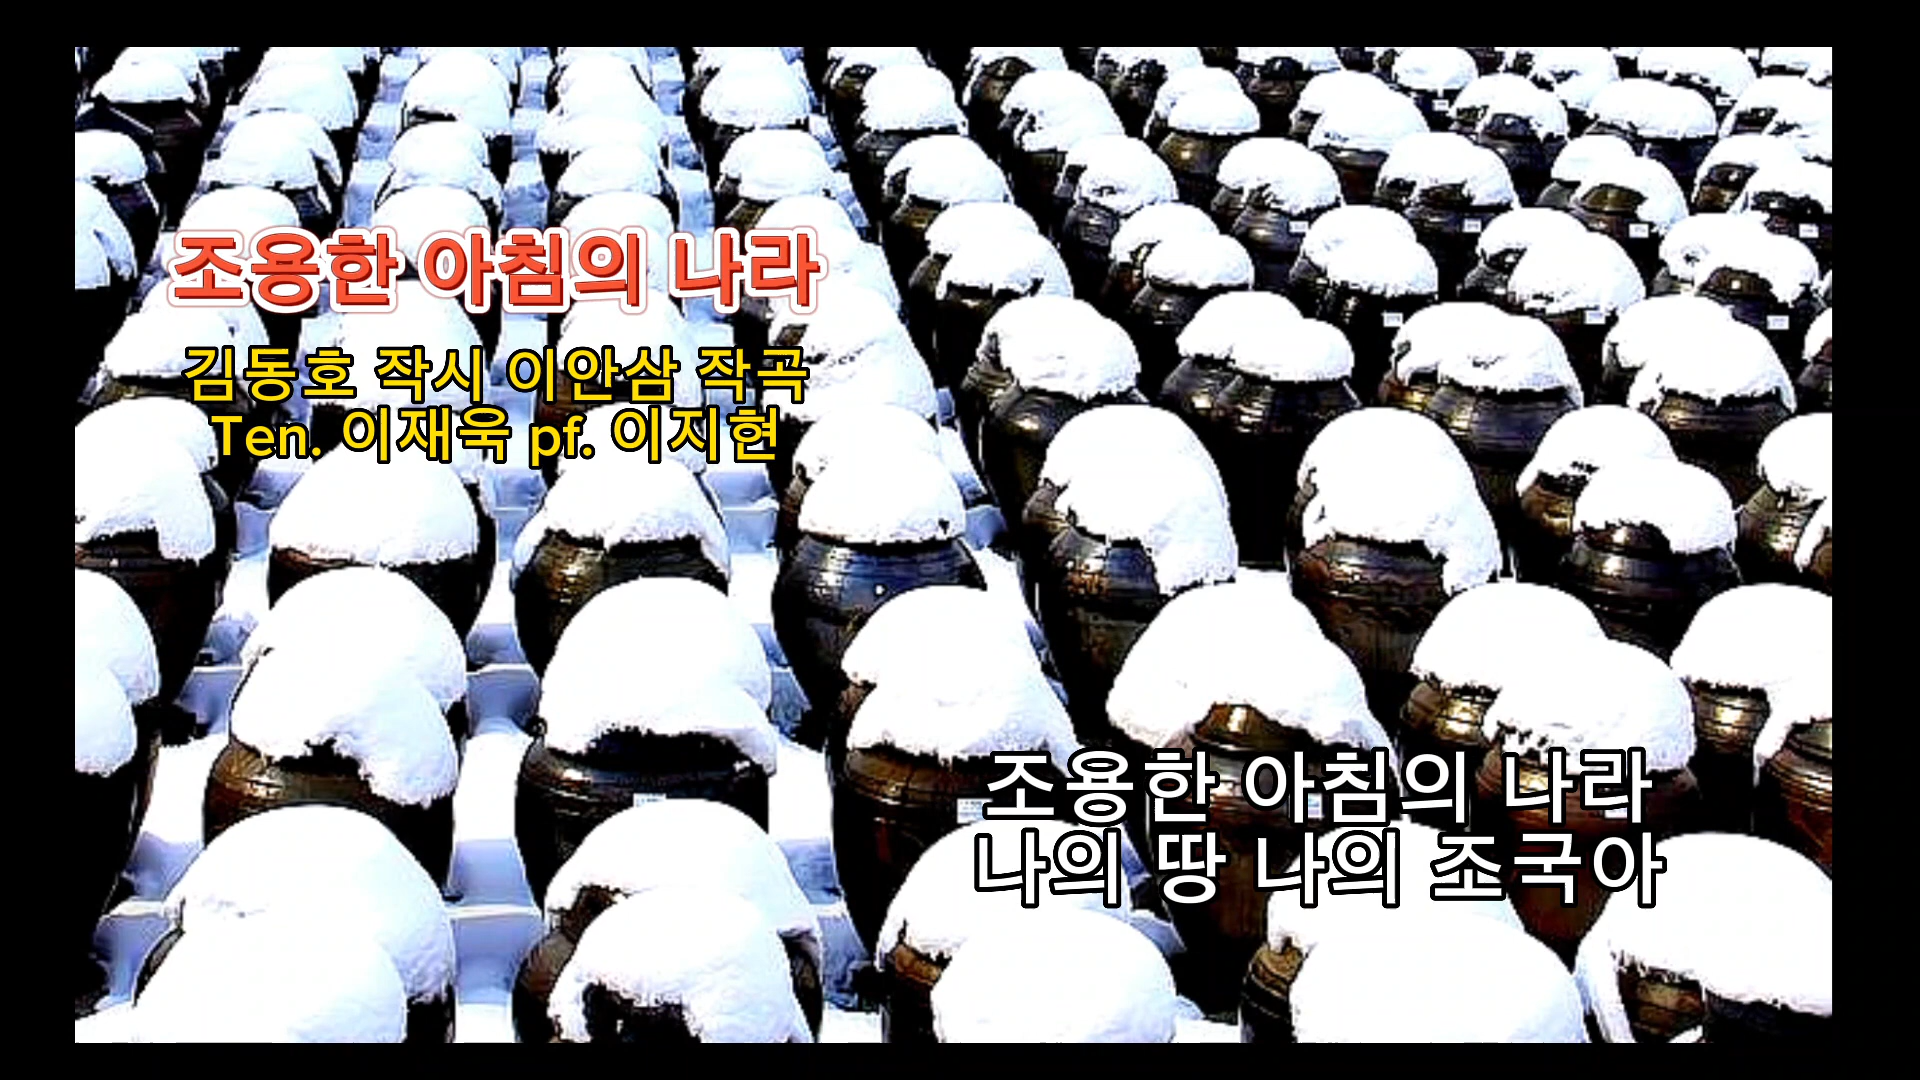 조용한 아침의 나라
김동호 작시 이안삼 작곡
Ten. 이재욱 pf. 이지현
조용한 아침의 나라
나의 땅 나의 조국아